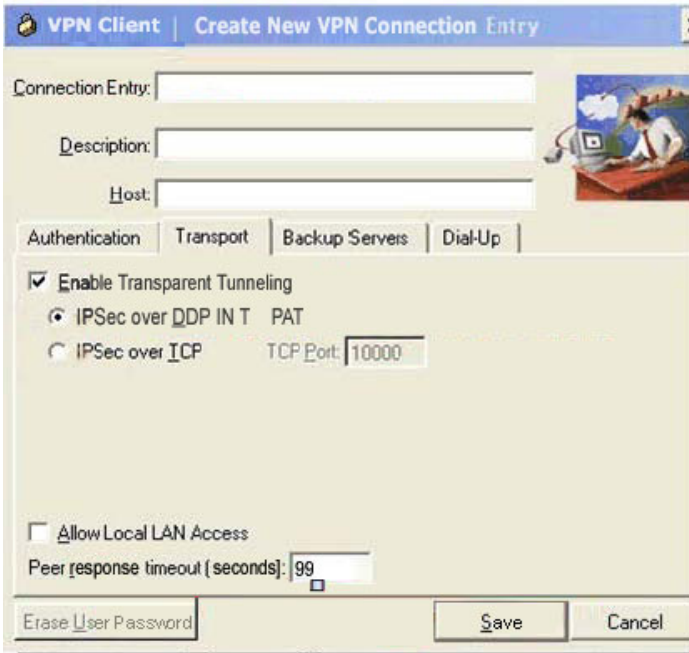 VPN Client | Create New VPN Connection Entry
Connection Entry:
Description:
Host:
Authentication Transport Backup Servers Dial-Up
Enable Transparent Tunneling
IPSec over DDP IN T PAT
IPSec over TCP TCP Port: 10000
Allow Local LAN Access
Peer response timeout (seconds]: 99
Erase User Password Save Cancel